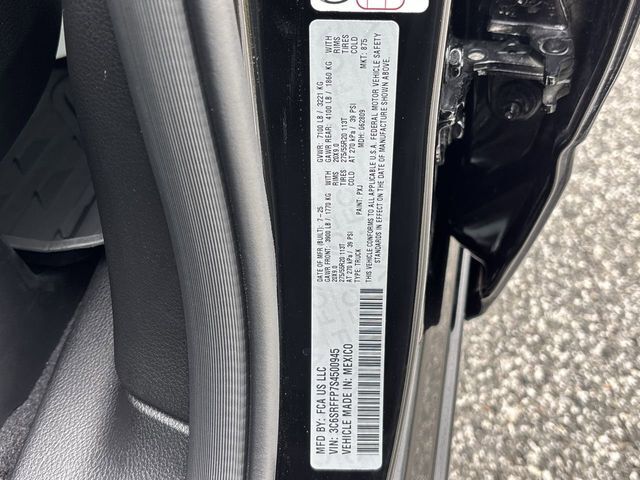 MFD BY: FCA US LLC
VIN: 3C6SRFFP7S4500945
VEHICLE MADE IN: MEXICO
DATE OF MFR (BUILT): 7-25 GVWR: 7100 LB / 3221 KG
GAWR FRONT: 3900 LB / 1770 KG WITH GAWR REAR: 4100 LB / 1860 KG WITH
20X9.0 RIMS 20X9.0 RIMS
275/55R20 113T TIRES 275/55R20 113T TIRES
AT 270 kPa / 39 PSI COLD AT 270 kPa / 39 PSI COLD
TYPE: TRUCK PAINT: PXJ MDH: 062809 MKT: 875
THIS VEHICLE CONFORMS TO ALL APPLICABLE U.S.A. FEDERAL MOTOR VEHICLE SAFETY
STANDARDS IN EFFECT ON THE DATE OF MANUFACTURE SHOWN ABOVE.